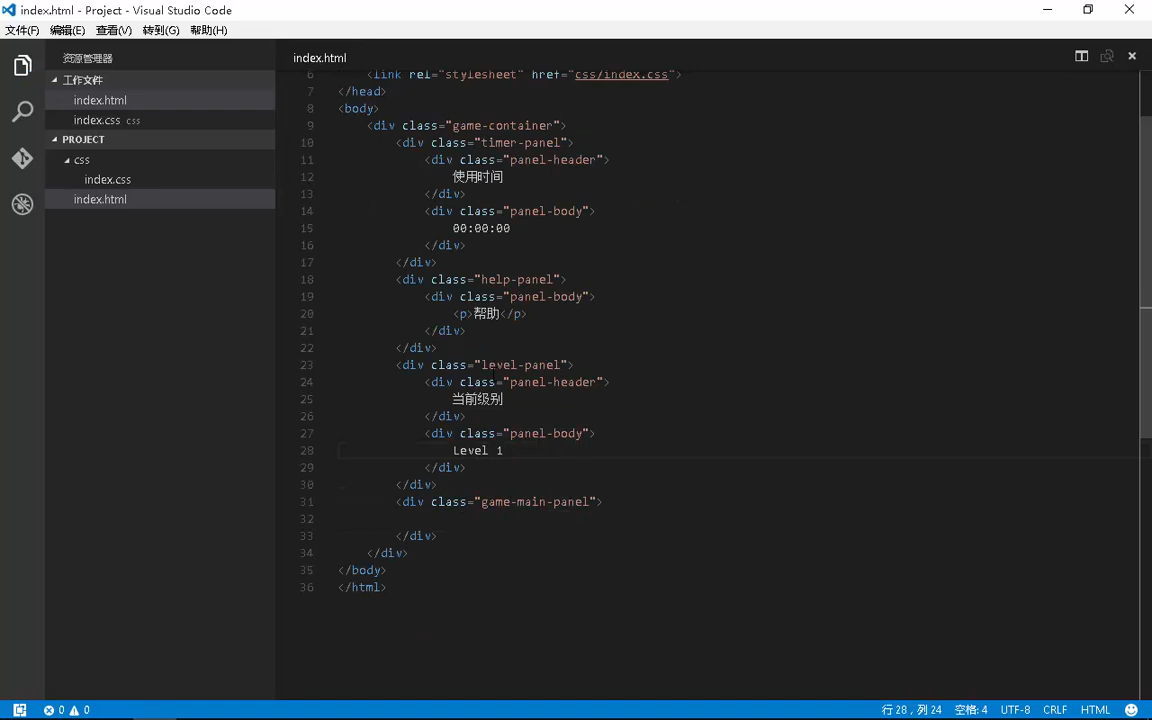 index.html - Project - Visual Studio Code
文件(F) 编辑(E) 查看(V) 转到(G) 帮助(H)
资源管理器
工作文件
index.html
index.css css
PROJECT
css
index.css
index.html
index.html
6 <link rel="stylesheet" href="css/index.css">
7 </head>
8 <body>
9 <div class="game-container">
10 <div class="timer-panel">
11 <div class="panel-header">
12 使用时间
13 </div>
14 <div class="panel-body">
15 00:00:00
16 </div>
17 </div>
18 <div class="help-panel">
19 <div class="panel-body">
20 <p>帮助</p>
21 </div>
22 </div>
23 <div class="level-panel">
24 <div class="panel-header">
25 当前级别
26 </div>
27 <div class="panel-body">
28 Level 1
29 </div>
30 </div>
31 <div class="game-main-panel">
32
33 </div>
34 </div>
35 </body>
36 </html>
0 0 行 28，列 24 空格: 4 UTF-8 CRLF HTML